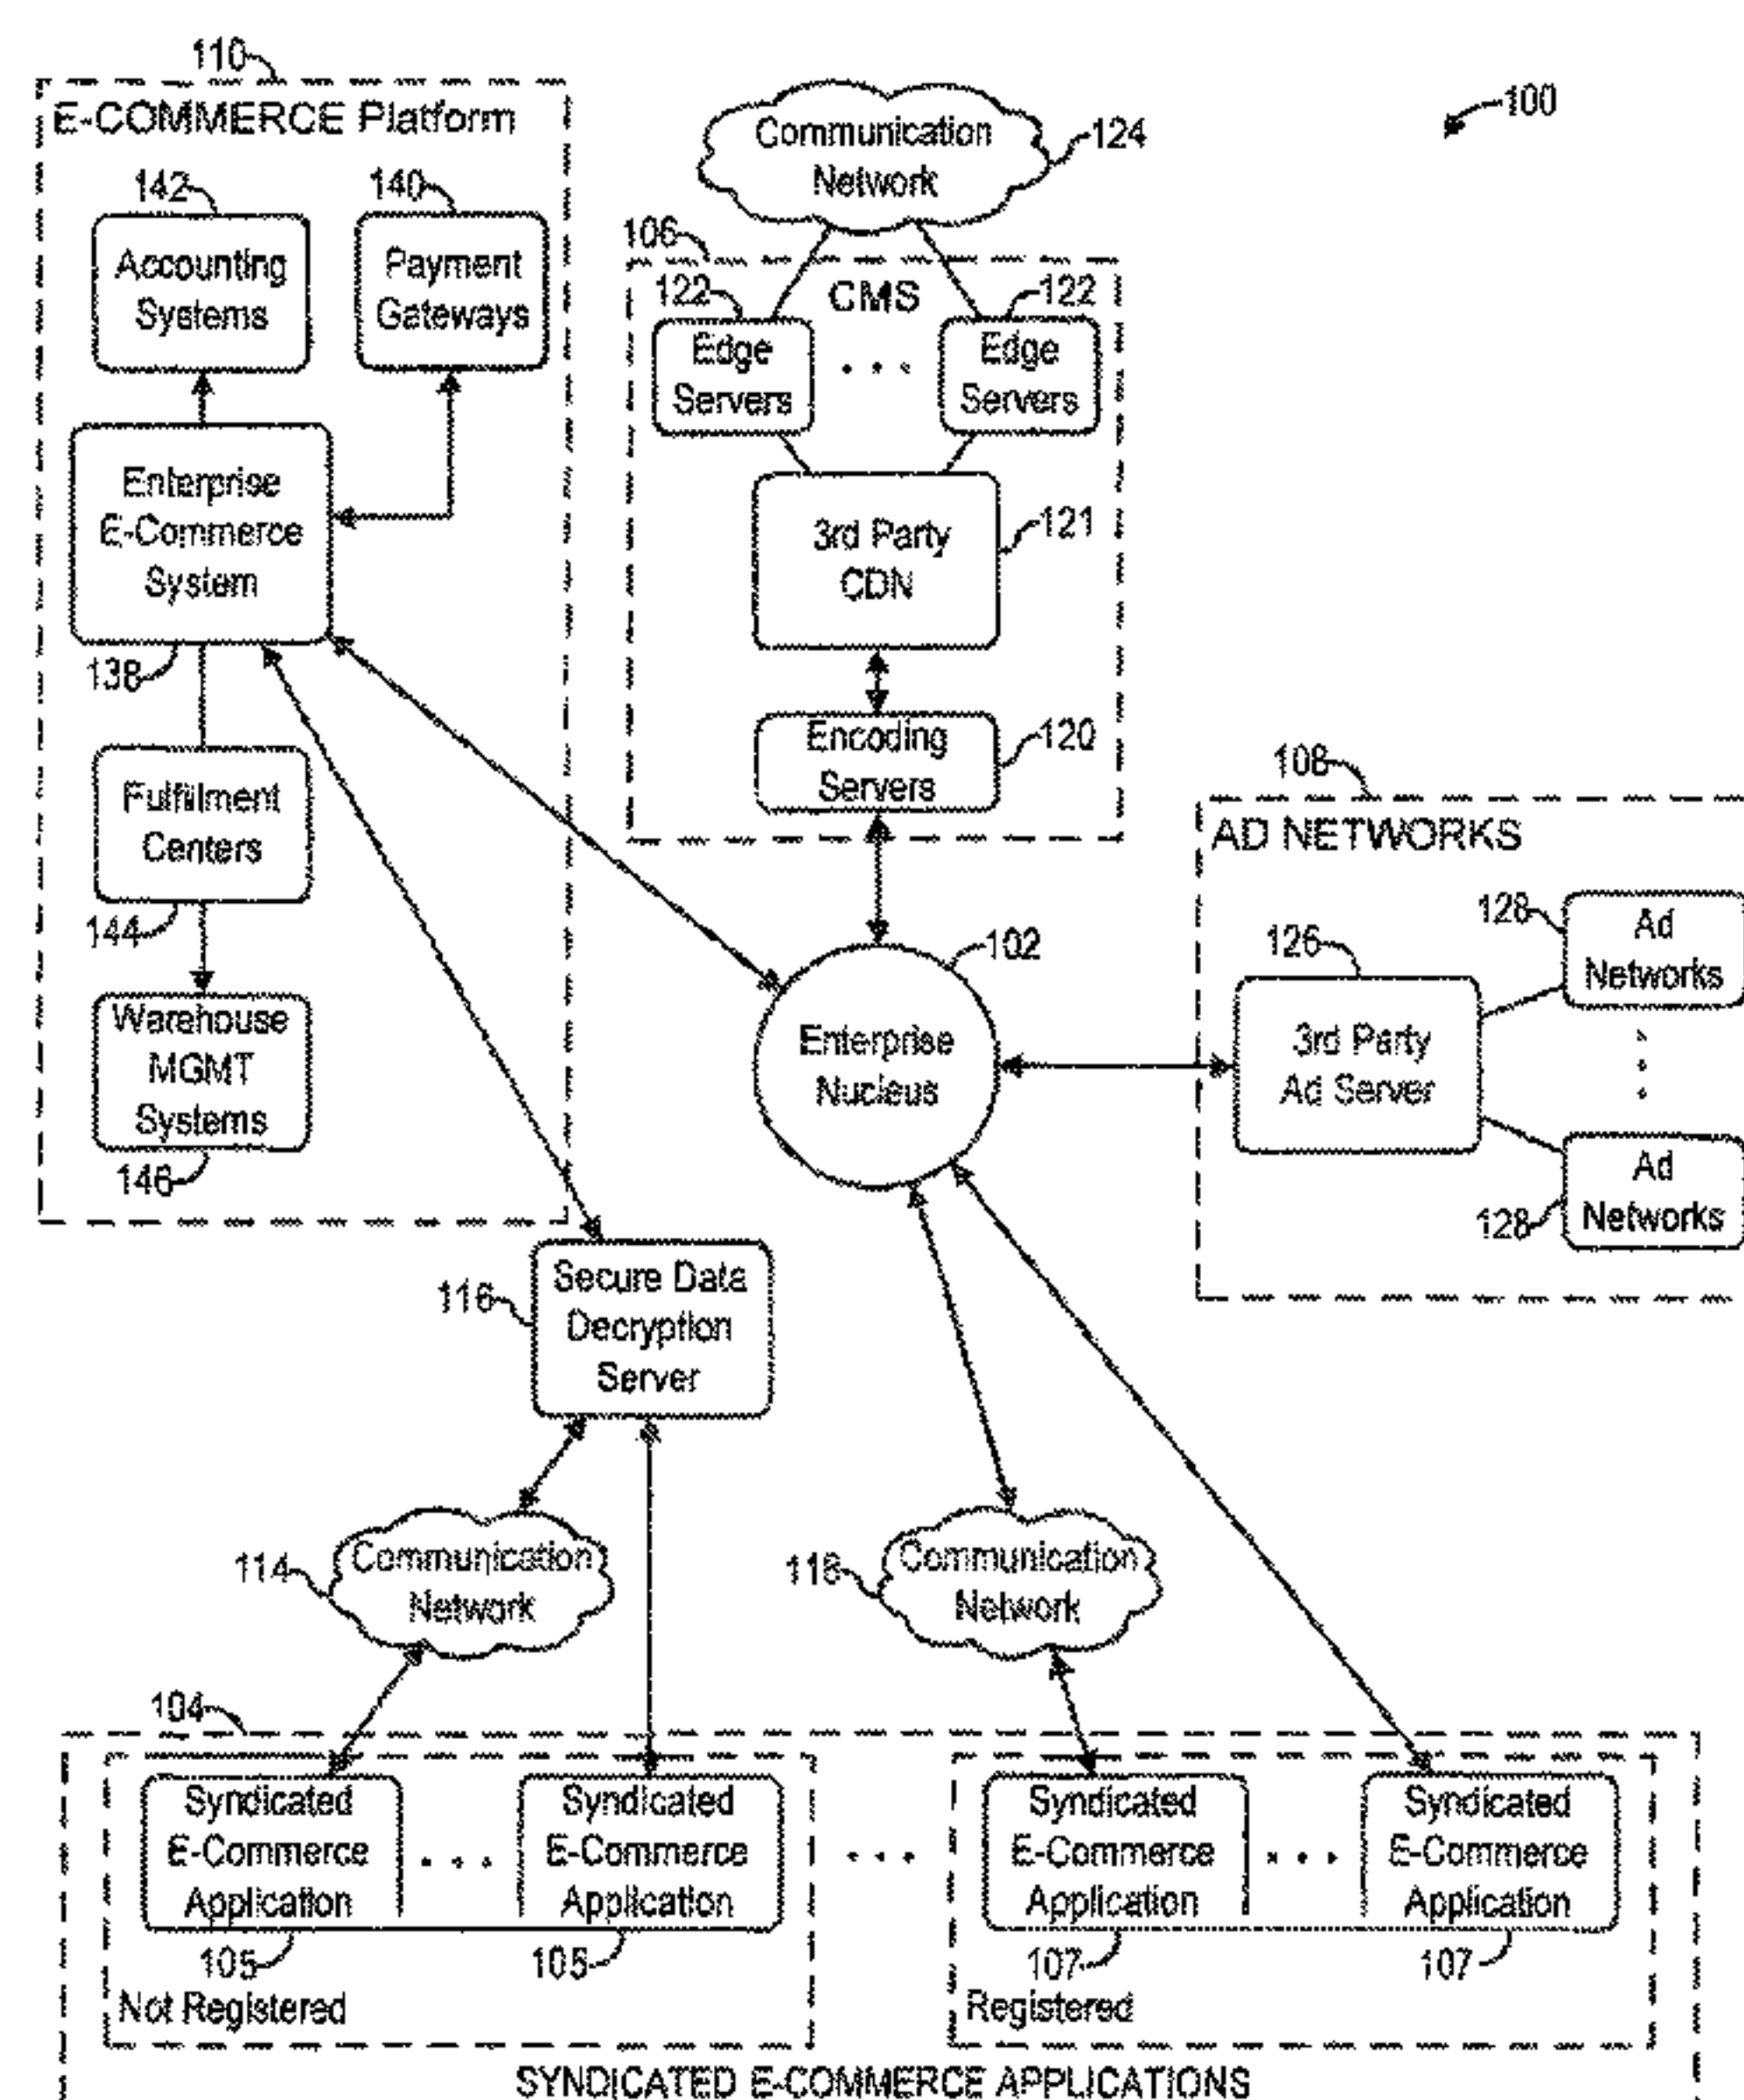 110
E-COMMERCE Platform
142
140
Accounting
Systems
Payment
Gateways
Enterprise
E-Commerce
System
138
Fulfillment
Centers
144
Warehouse
MGMT
Systems
146
Communication
Network
124
100
106
CMS
122
122
Edge
Servers
Edge
Servers
3rd Party
CDN
121
Encoding
Servers
120
108
AD NETWORKS
128
Ad
Networks
126
3rd Party
Ad Server
Ad
Networks
128
102
Enterprise
Nucleus
116
Secure Data
Decryption
Server
114
Communication
Network
118
Communication
Network
104
Syndicated
E-Commerce
Application
Syndicated
E-Commerce
Application
105
105
Not Registered
Syndicated
E-Commerce
Application
Syndicated
E-Commerce
Application
107
107
Registered
SYNDICATED E-COMMERCE APPLICATIONS